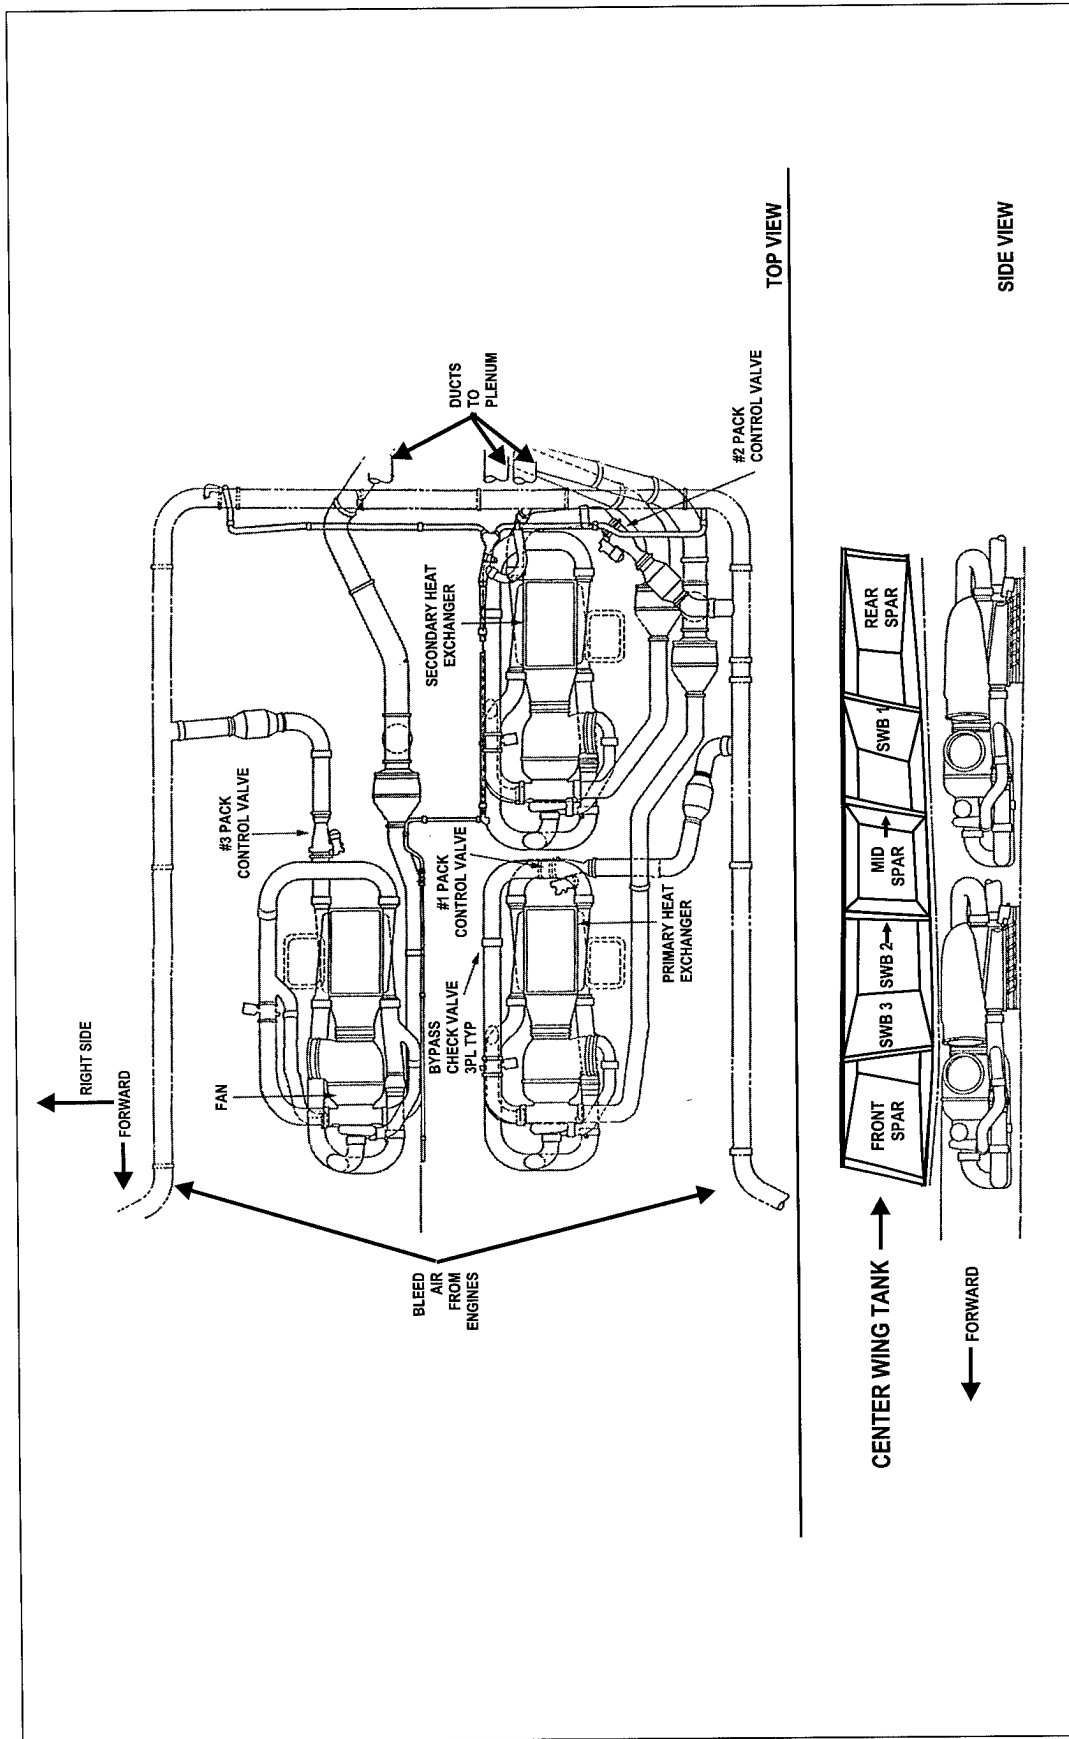 RIGHT SIDE
FORWARD
#3 PACK
CONTROL VALVE
FAN
DUCTS
TO
PLENUM
SECONDARY HEAT
EXCHANGER
#1 PACK
CONTROL VALVE
BYPASS
CHECK VALVE
3PL TYP
BLEED
AIR
FROM
ENGINES
PRIMARY HEAT
EXCHANGER
#2 PACK
CONTROL VALVE
TOP VIEW
CENTER WING TANK
FRONT
SPAR
SWB 3
SWB 2
MID
SPAR
SWB 1
REAR
SPAR
FORWARD
SIDE VIEW